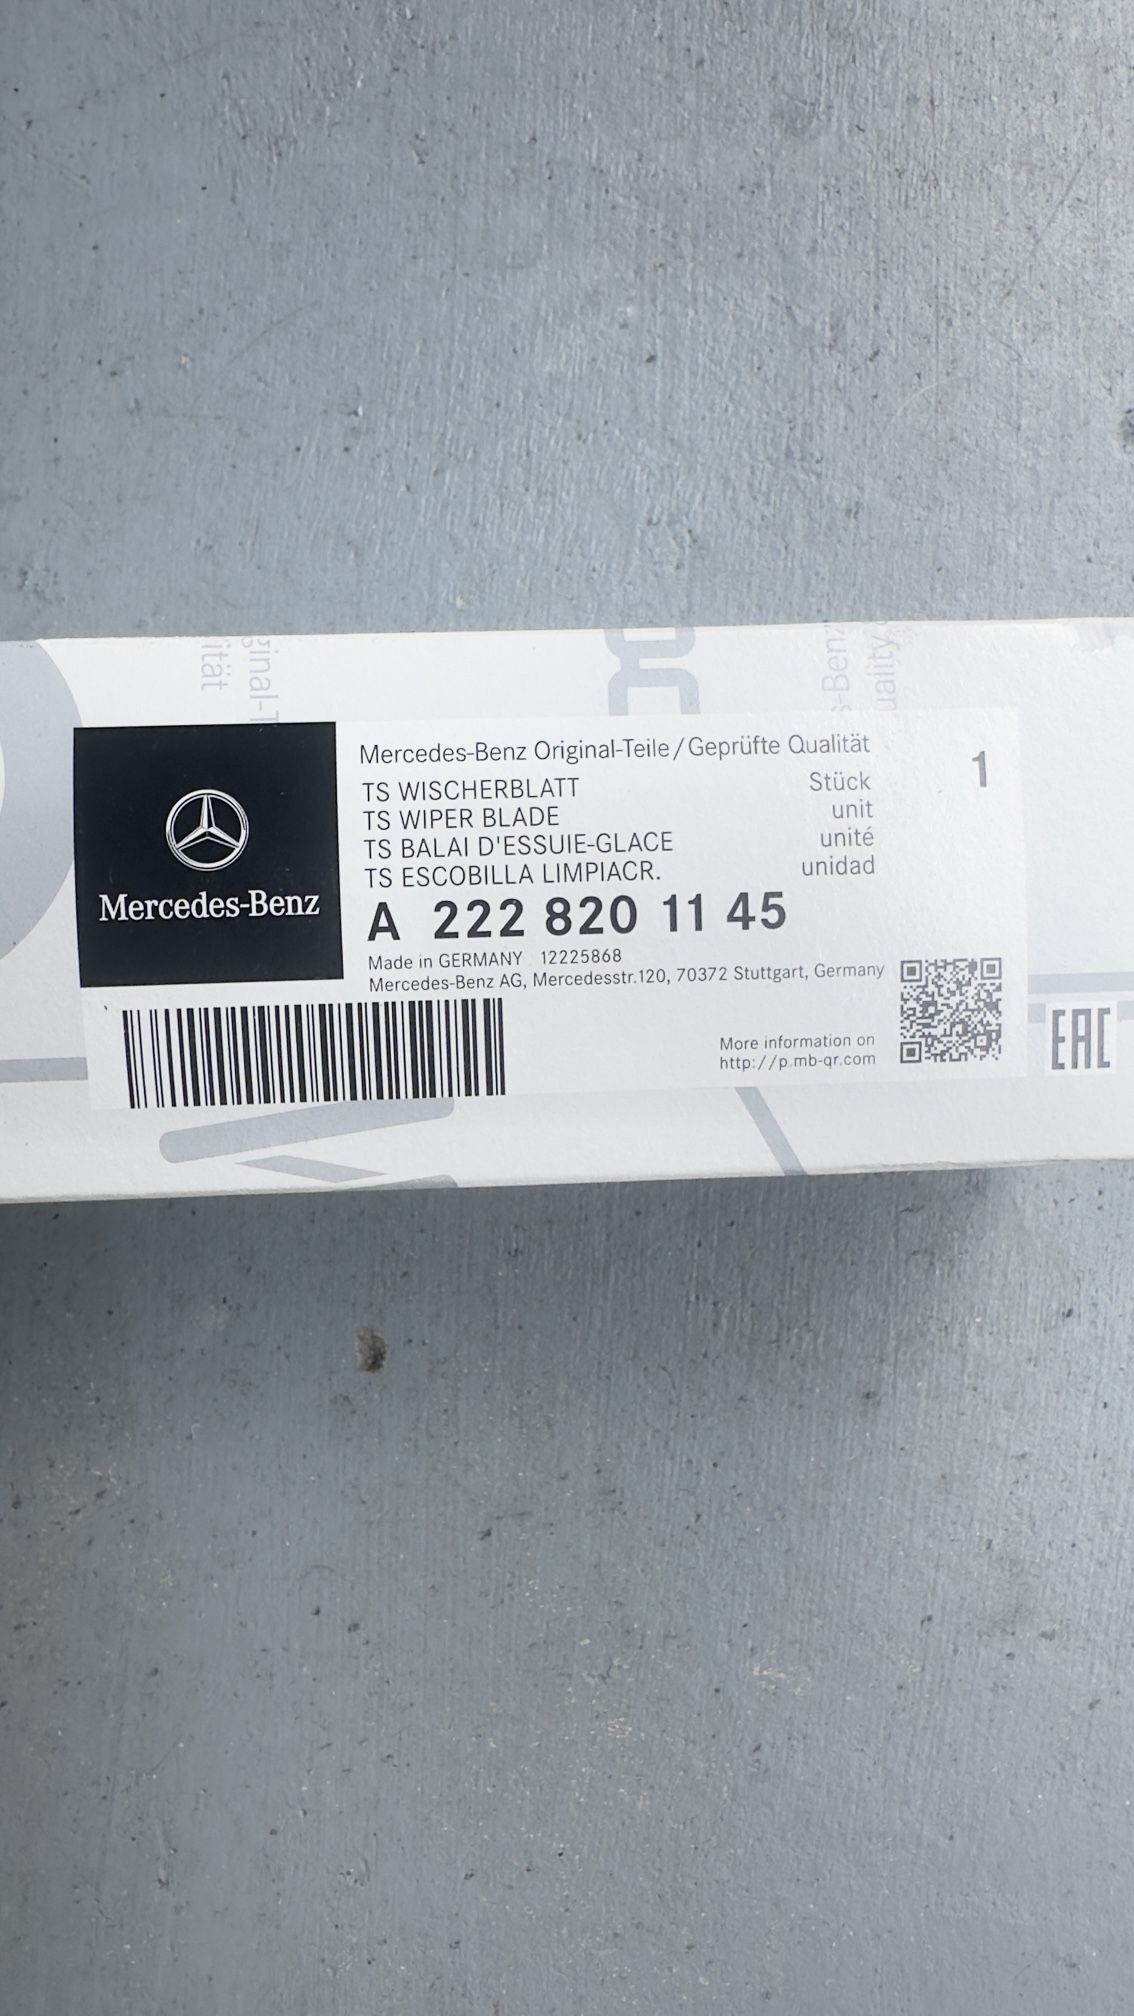 Mercedes-Benz
Mercedes-Benz Original-Teile/Geprüfte Qualität
TS WISCHERBLATT Stück 1
TS WIPER BLADE unit
TS BALAI D'ESSUIE-GLACE unité
TS ESCOBILLA LIMPIACR. unidad
A 222 820 11 45
Made in GERMANY 12225868
Mercedes-Benz AG, Mercedesstr.120, 70372 Stuttgart, Germany
More information on
http://p.mb-qr.com
EAC